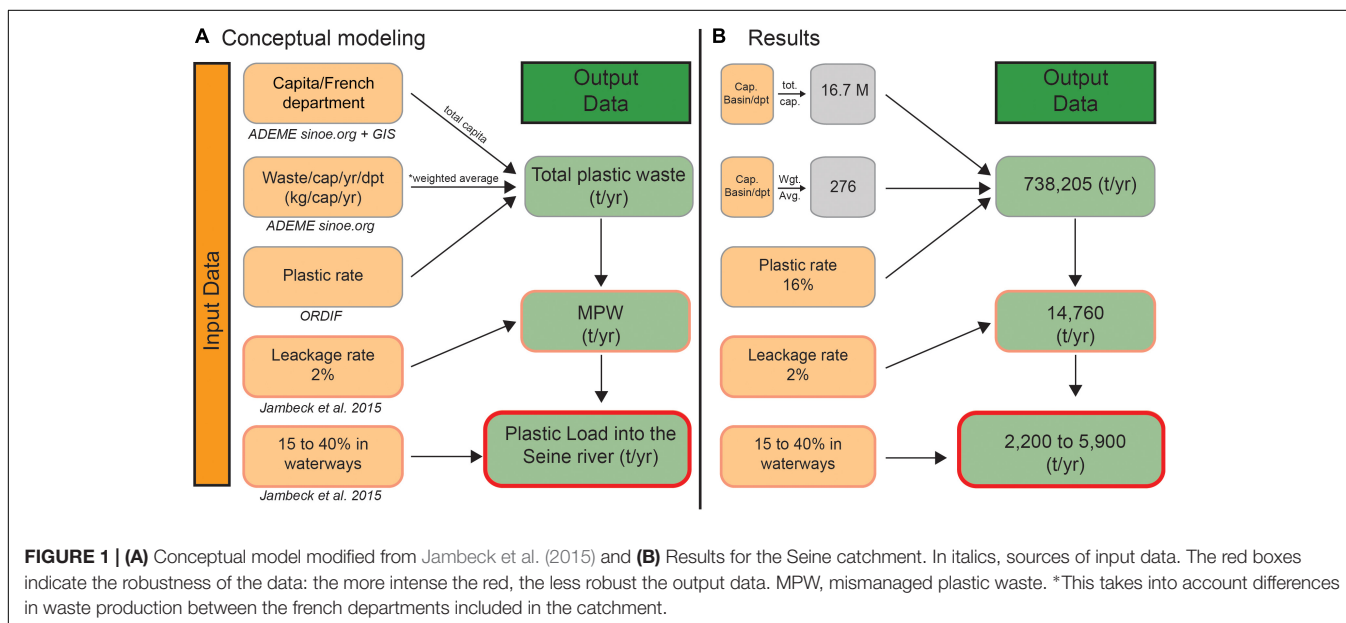 A Conceptual modeling
Input Data
Capita/French
department
ADEME sinoe.org + GIS
total capita
Waste/cap/yr/dpt
(kg/cap/yr)
ADEME sinoe.org
*weighted average
Plastic rate
ORDIF
Leackage rate
2%
Jambeck et al. 2015
15 to 40% in
waterways
Jambeck et al. 2015
Output
Data
Total plastic waste
(t/yr)
MPW
(t/yr)
Plastic Load into the
Seine river (t/yr)
B Results
Cap.
Basin/dpt
tot.
cap.
16.7 M
Cap.
Basin/dpt
Wgt.
Avg.
276
Plastic rate
16%
Leackage rate
2%
15 to 40% in
waterways
Output
Data
738,205 (t/yr)
14,760
(t/yr)
2,200 to 5,900
(t/yr)
FIGURE 1 | (A) Conceptual model modified from Jambeck et al. (2015) and (B) Results for the Seine catchment. In italics, sources of input data. The red boxes
indicate the robustness of the data: the more intense the red, the less robust the output data. MPW, mismanaged plastic waste. *This takes into account differences
in waste production between the french departments included in the catchment.